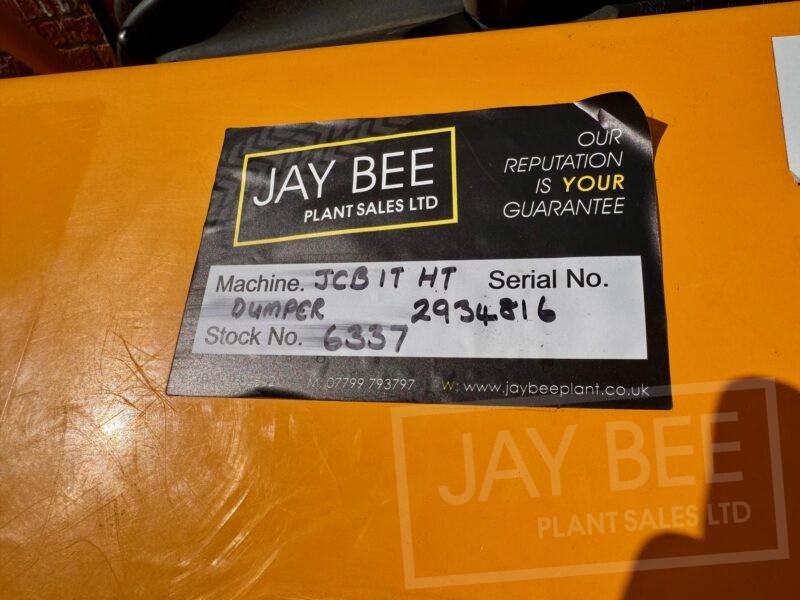 JAY BEE
PLANT SALES LTD
OUR
REPUTATION
IS YOUR
GUARANTEE
Machine. JCB 1T HT Serial No.
DUMPER 2934816
Stock No. 6337
M: 07799 793797 W: www.jaybeeplant.co.uk
JAY BEE
PLANT SALES LTD